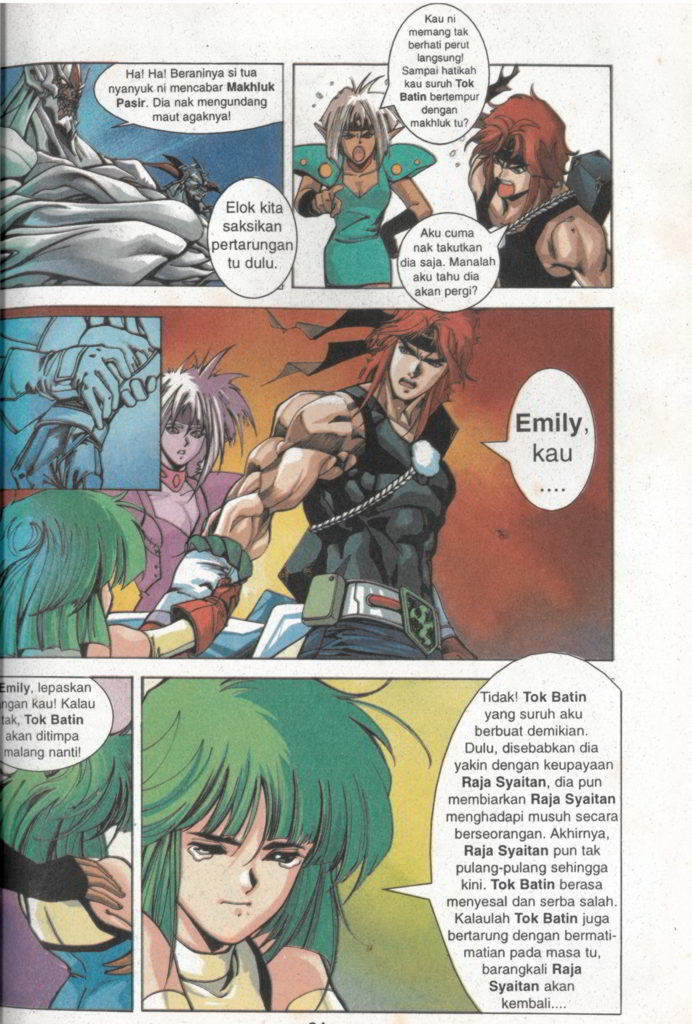 Ha! Ha! Beraninya si tua
nyanyuk ni mencabar Makhluk
Pasir. Dia nak mengundang
maut agaknya!
Elok kita
saksikan
pertarungan
tu dulu.
Kau ni
memang tak
berhati perut
langsung!
Sampai hatikah
kau suruh Tok
Batin bertempur
dengan
makhluk tu?
Aku cuma
nak takutkan
dia saja. Manalah
aku tahu dia
akan pergi?
Emily,
kau
....
Emily, lepaskan
ngan kau! Kalau
tak, Tok Batin
akan ditimpa
malang nanti!
Tidak! Tok Batin
yang suruh aku
berbuat demikian.
Dulu, disebabkan dia
yakin dengan keupayaan
Raja Syaitan, dia pun
membiarkan Raja Syaitan
menghadapi musuh secara
berseorangan. Akhirnya,
Raja Syaitan pun tak
pulang-pulang sehingga
kini. Tok Batin berasa
menyesal dan serba salah.
Kalaulah Tok Batin juga
bertarung dengan bermati-
matian pada masa tu,
barangkali Raja
Syaitan akan
kembali....